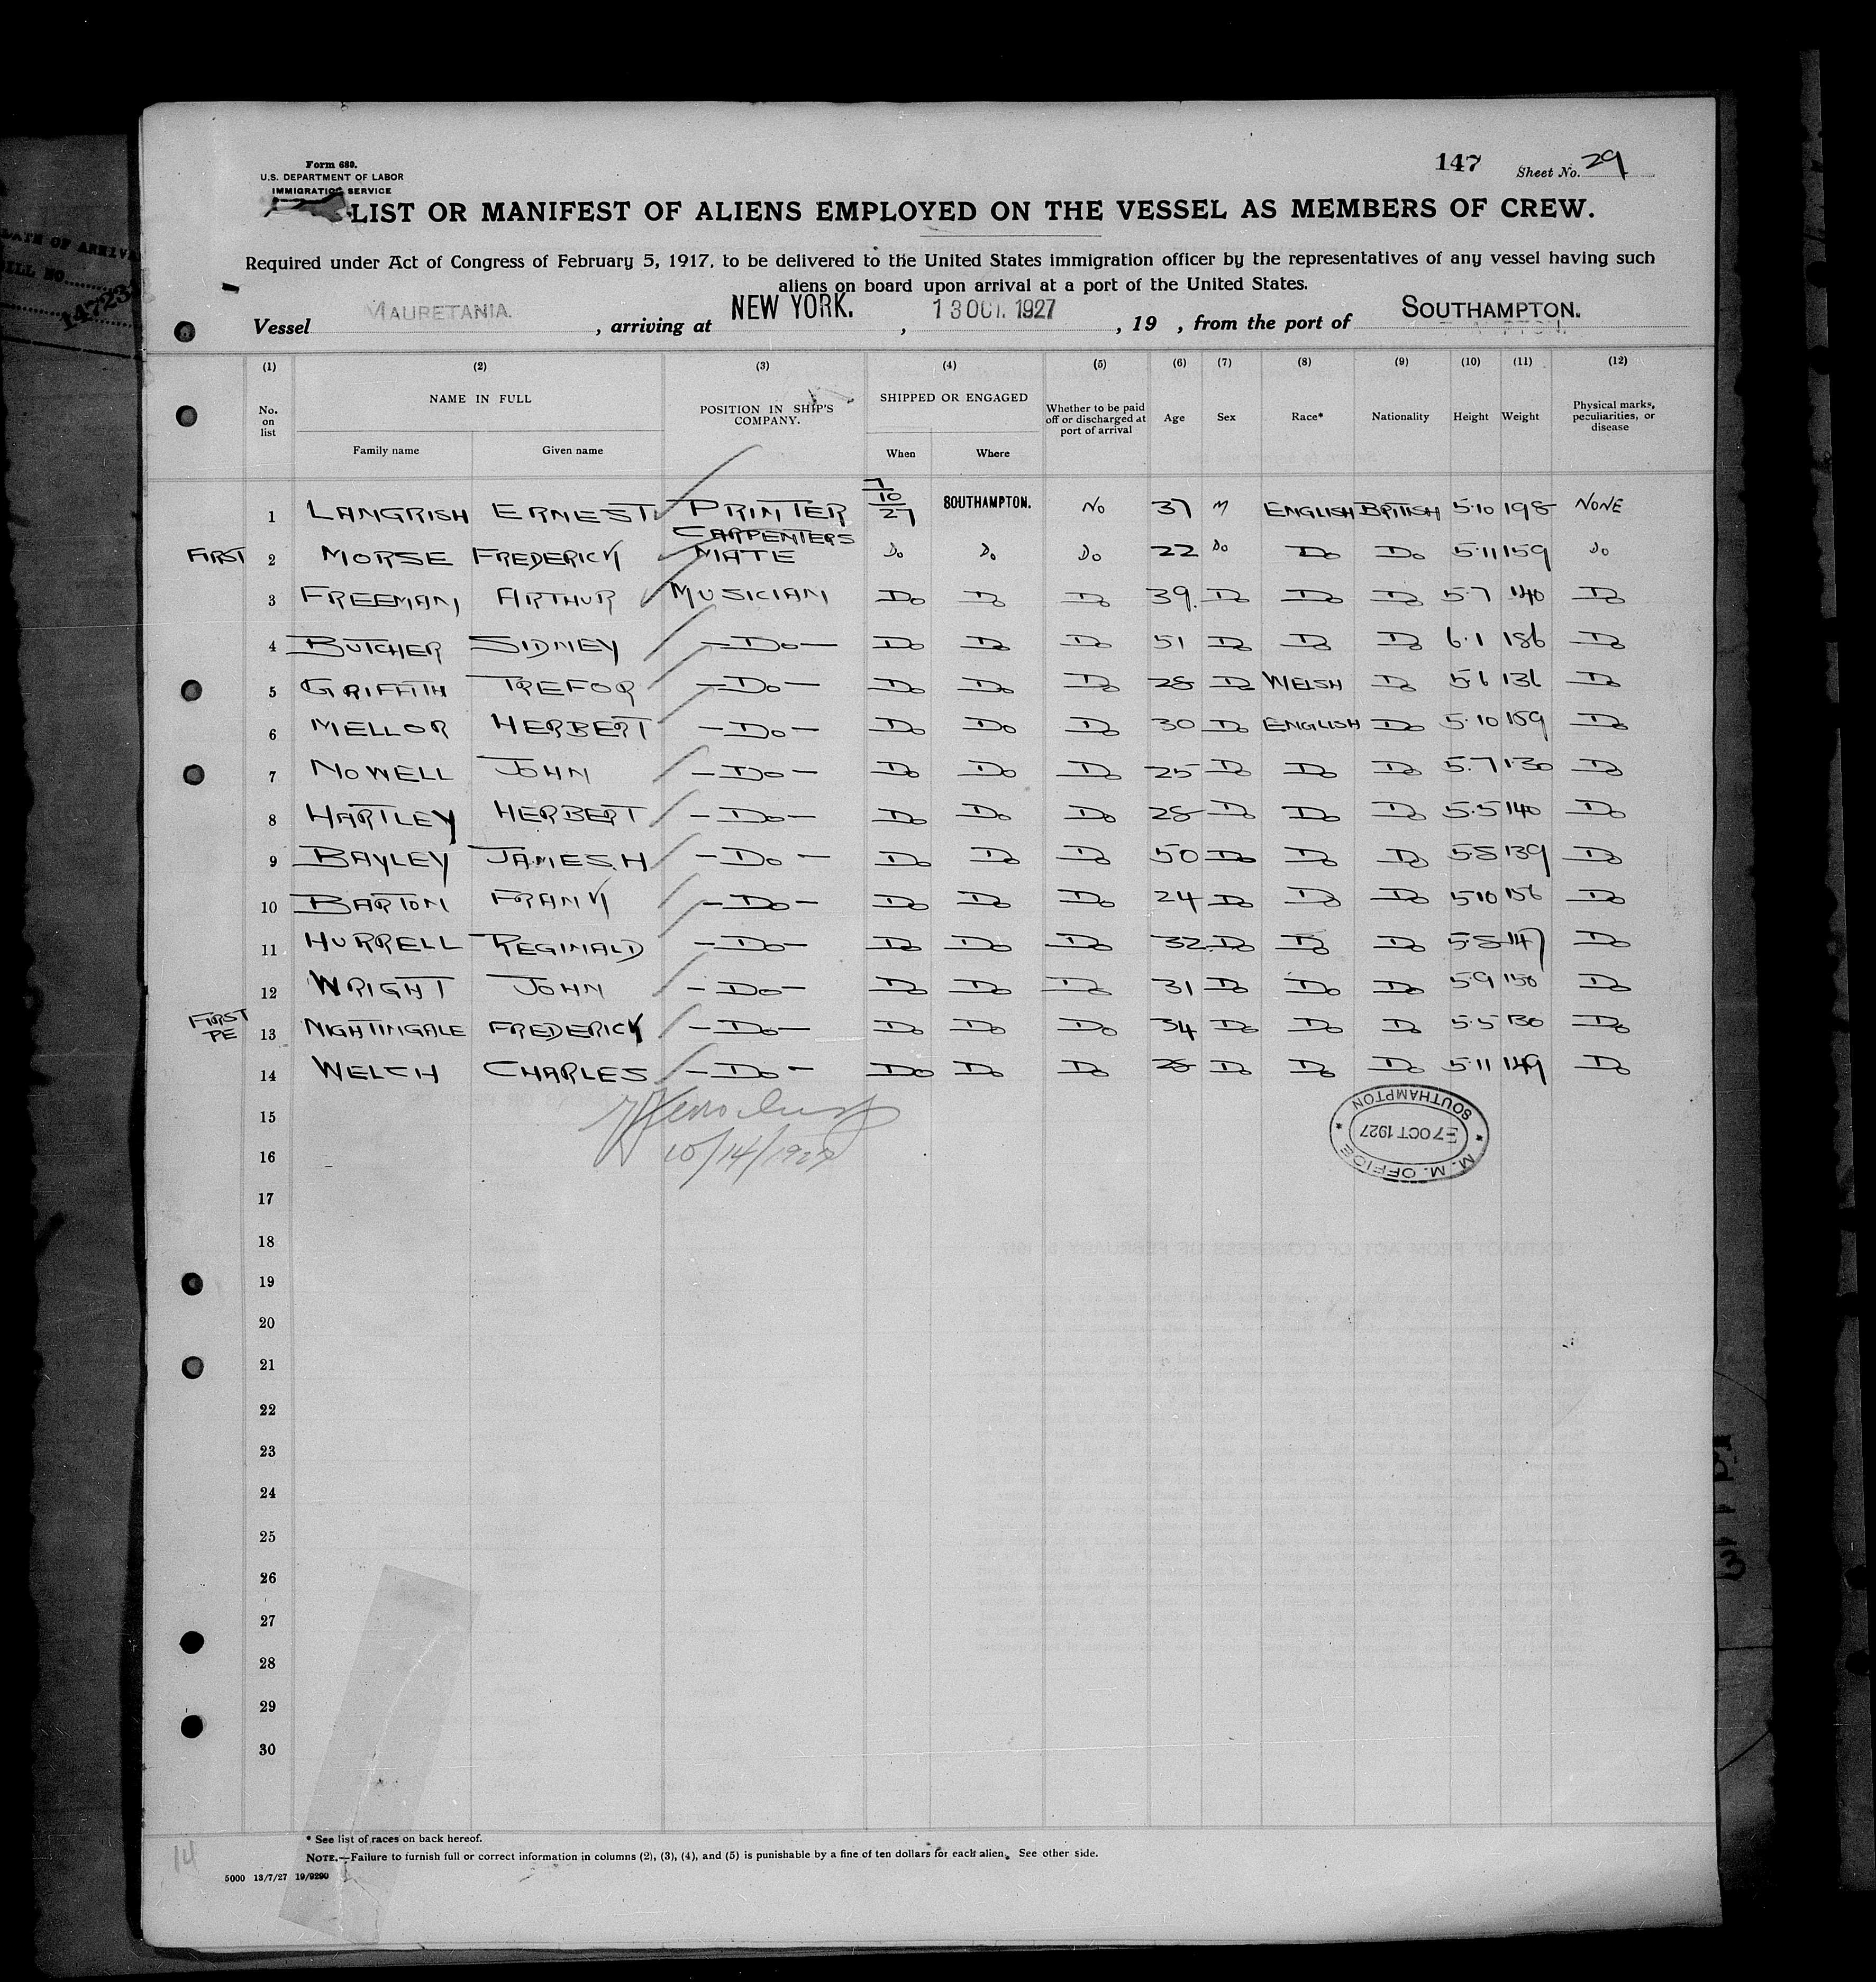 DATE OF ARRIVA
BILL NO.
14723
Form 680.
U.S. DEPARTMENT OF LABOR
IMMIGRATION SERVICE
147 Sheet No. 29
LIST OR MANIFEST OF ALIENS EMPLOYED ON THE VESSEL AS MEMBERS OF CREW.
Required under Act of Congress of February 5, 1917, to be delivered to the United States immigration officer by the representatives of any vessel having such
aliens on board upon arrival at a port of the United States.
Vessel MAURETANIA. , arriving at NEW YORK. , 13 OCT. 1927 , 19 , from the port of SOUTHAMPTON.
(1) (2) (3) (4) (5) (6) (7) (8) (9) (10) (11) (12)
No. on list NAME IN FULL POSITION IN SHIP'S COMPANY. SHIPPED OR ENGAGED Whether to be paid off or discharged at port of arrival Age Sex Race* Nationality Height Weight Physical marks, peculiarities, or disease
Family name Given name When Where
1 LANGRISH ERNEST PRINTER 7/10/27 SOUTHAMPTON. NO 37 M ENGLISH BRITISH 5·10 198 NONE
FIRST 2 MORSE FREDERICK CARPENTERS MATE DO DO DO 22 DO DO DO 5·11 159 DO
3 FREEMAN ARTHUR MUSICIAN DO DO DO 39. DO DO DO 5·7 140 DO
4 BUTCHER SIDNEY —DO— DO DO DO 51 DO DO DO 6·1 186 DO
5 GRIFFITH TREFOR —DO— DO DO DO 28 DO WELSH DO 5·6 136 DO
6 MELLOR HERBERT —DO— DO DO DO 30 DO ENGLISH DO 5·10 159 DO
7 NOWELL JOHN —DO— DO DO DO 25 DO DO DO 5·7 130 DO
8 HARTLEY HERBERT —DO— DO DO DO 28 DO DO DO 5·5 140 DO
9 BAYLEY JAMES.H —DO— DO DO DO 50 DO DO DO 5·8 139 DO
10 BARTON FRANK —DO— DO DO DO 24 DO DO DO 5·10 156 DO
11 HURRELL REGINALD —DO— DO DO DO 32 DO DO DO 5·8 147 DO
12 WRIGHT JOHN —DO— DO DO DO 31 DO DO DO 5·9 150 DO
FIRST PE 13 NIGHTINGALE FREDERICK —DO— DO DO DO 34 DO DO DO 5·5 130 DO
14 WELCH CHARLES —DO— DO DO DO 25 DO DO DO 5·11 149 DO
15
10/14/1927
M. M. OFFICE
7 OCT 1927
SOUTHAMPTON
16
17
18
EXTRACT FROM ACT OF CONGRESS OF FEBRUARY 5, 1917.
19
20
21
22
23
24
25
26
27
28
29
30
* See list of races on back hereof.
NOTE.—Failure to furnish full or correct information in columns (2), (3), (4), and (5) is punishable by a fine of ten dollars for each alien. See other side.
14
5000 13/7/27 19/9290